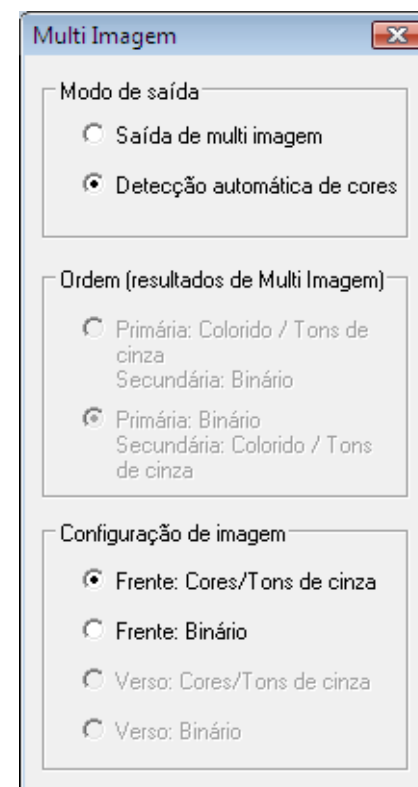 Multi Imagem
Modo de saída
Saída de multi imagem
Detecção automática de cores
Ordem (resultados de Multi Imagem)
Primária: Colorido / Tons de
cinza
Secundária: Binário
Primária: Binário
Secundária: Colorido / Tons
de cinza
Configuração de imagem
Frente: Cores/Tons de cinza
Frente: Binário
Verso: Cores/Tons de cinza
Verso: Binário